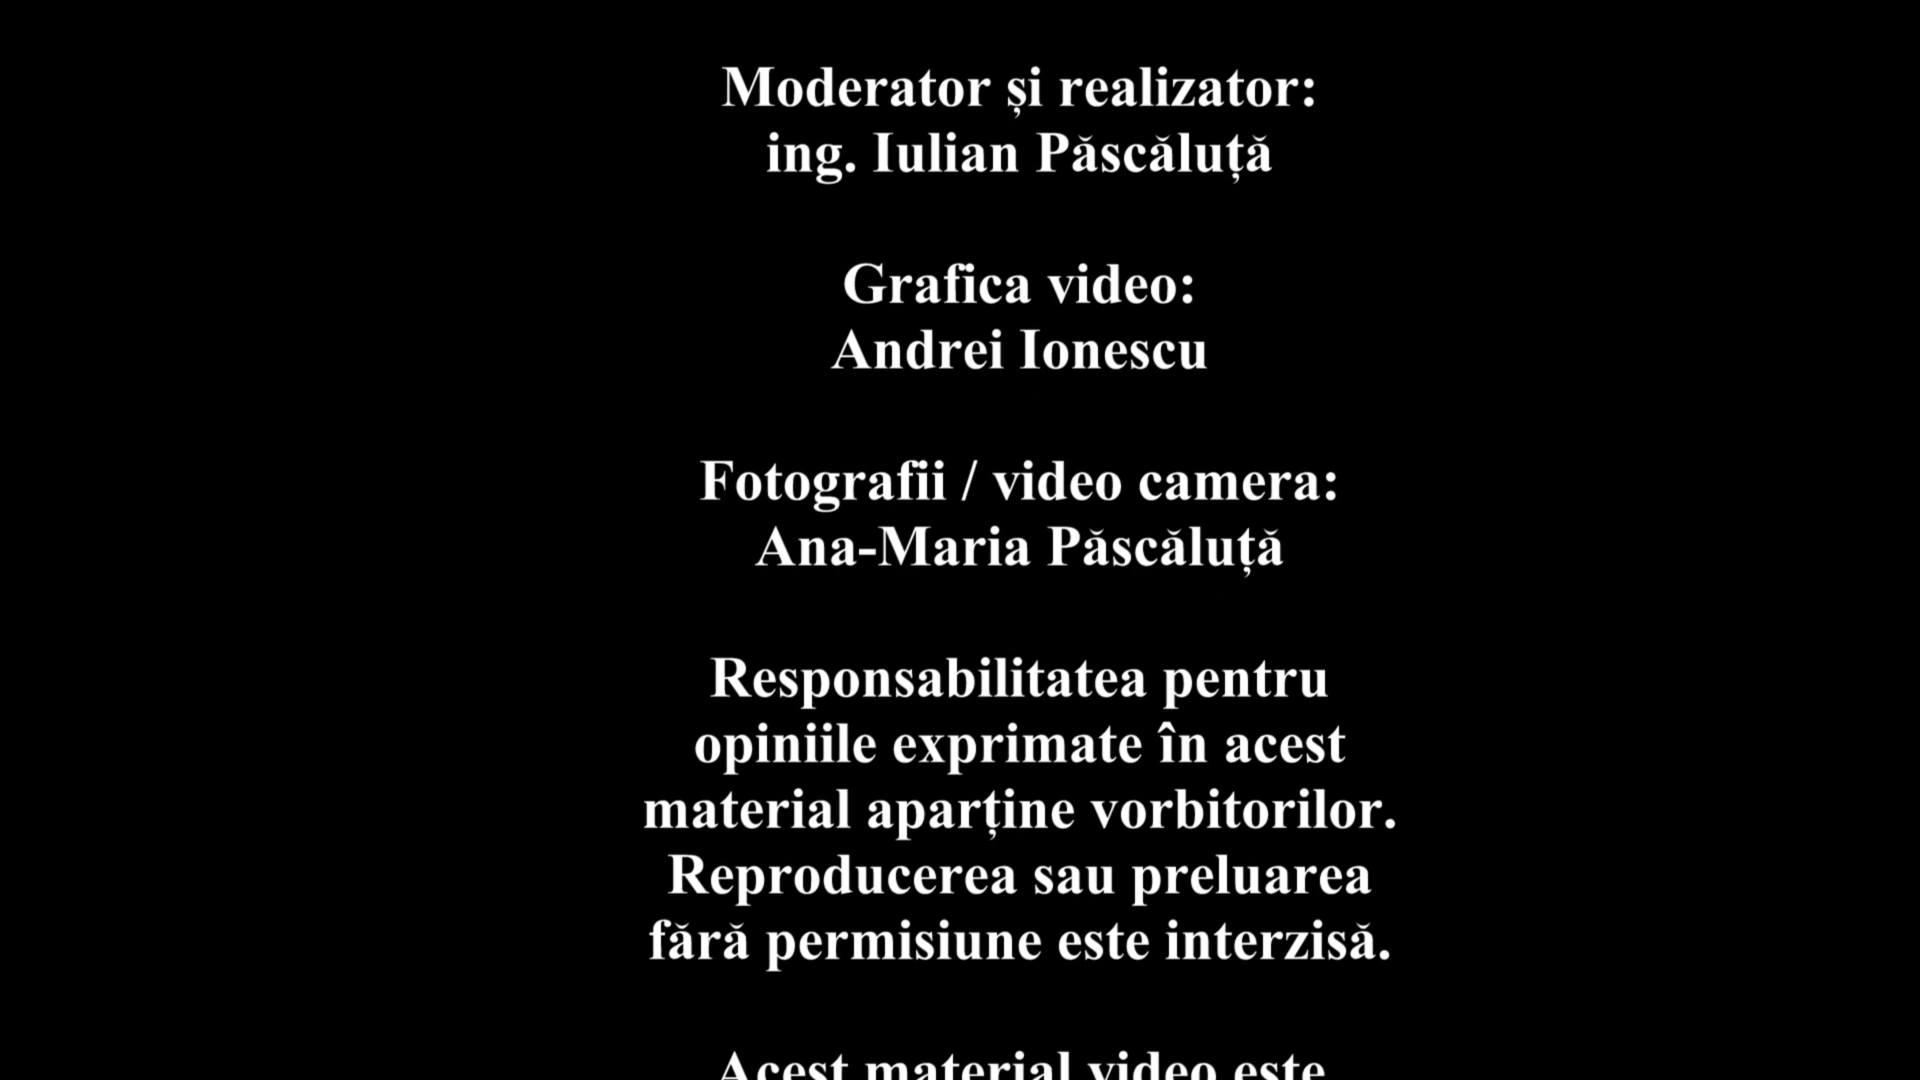 Moderator și realizator:
ing. Iulian Păscăluță
Grafica video:
Andrei Ionescu
Fotografii / video camera:
Ana-Maria Păscăluță
Responsabilitatea pentru
opiniile exprimate în acest
material aparține vorbitorilor.
Reproducerea sau preluarea
fără permisiune este interzisă.
Acest material video este